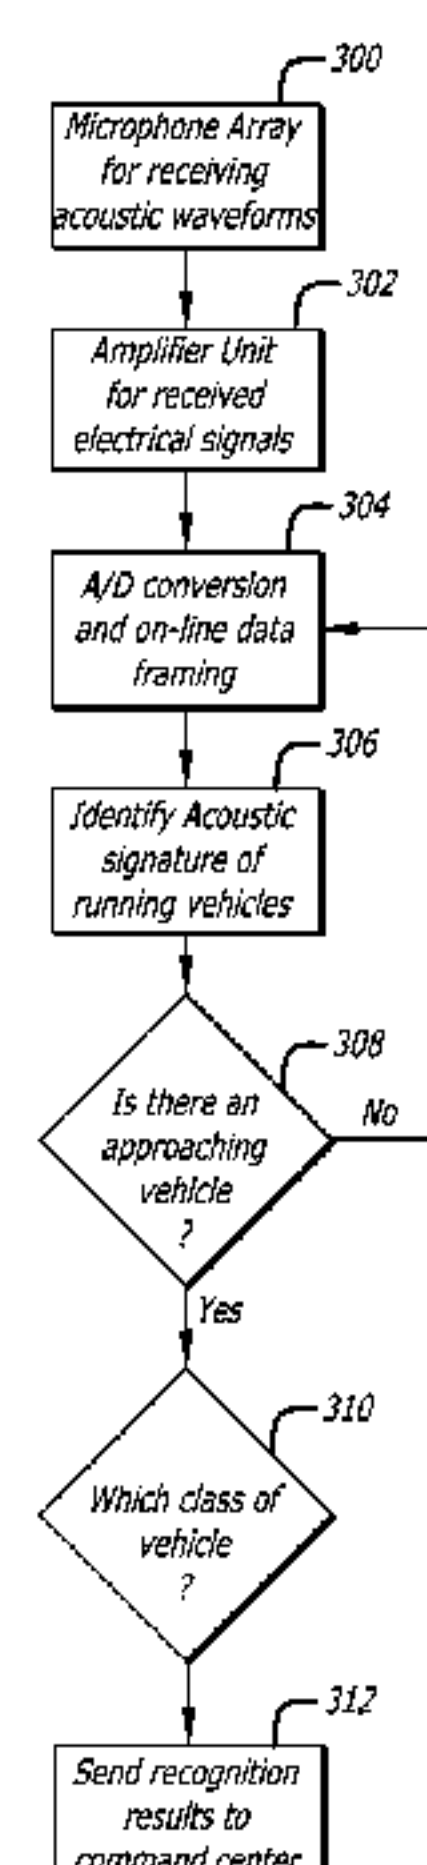 300
Microphone Array
for receiving
acoustic waveforms
302
Amplifier Unit
for received
electrical signals
304
A/D conversion
and on-line data
framing
306
Identify Acoustic
signature of
running vehicles
308
Is there an
approaching
vehicle
?
No
Yes
310
Which class of
vehicle
?
312
Send recognition
results to
command center